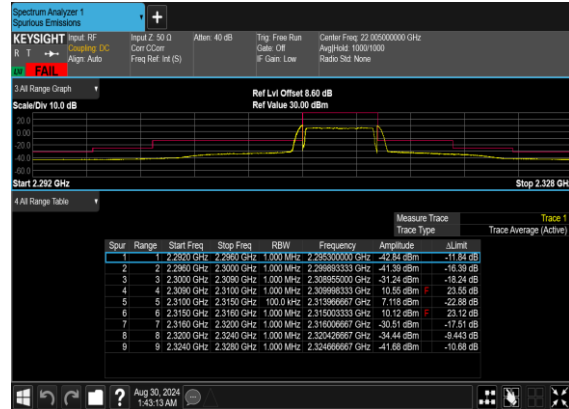 Spectrum Analyzer 1
Spurious Emissions
+
KEYSIGHT Input: RF Input Z: 50 Ω Atten: 40 dB Trig: Free Run Center Freq: 22.005000000 GHz
R T Coupling: DC Corr CCorr Gate: Off Avg|Hold: 1000/1000
Align: Auto Freq Ref: Int (S) IF Gain: Low Radio Std: None
FAIL
3 All Range Graph
Ref Lvl Offset 8.60 dB
Scale/Div 10.0 dB Ref Value 30.00 dBm
20.0
0.00
-20.0
-40.0
-60.0
Start 2.292 GHz Stop 2.328 GH
4 All Range Table
Measure Trace Trace 1
Trace Type Trace Average (Active)
Spur Range Start Freq Stop Freq RBW Frequency Amplitude ΔLimit
1 1 2.2920 GHz 2.2960 GHz 1.000 MHz 2.295300000 GHz -42.84 dBm -11.84 dB
2 2 2.2960 GHz 2.3000 GHz 1.000 MHz 2.299893333 GHz -41.39 dBm -16.39 dB
3 3 2.3000 GHz 2.3090 GHz 1.000 MHz 2.308955000 GHz -31.24 dBm -18.24 dB
4 4 2.3090 GHz 2.3100 GHz 1.000 MHz 2.309998333 GHz 10.55 dBm F 23.55 dB
5 5 2.3100 GHz 2.3150 GHz 100.0 kHz 2.313966667 GHz 7.118 dBm -22.88 dB
6 6 2.3150 GHz 2.3160 GHz 1.000 MHz 2.315003333 GHz 10.12 dBm F 23.12 dB
7 7 2.3160 GHz 2.3200 GHz 1.000 MHz 2.316006667 GHz -30.51 dBm -17.51 dB
8 8 2.3200 GHz 2.3240 GHz 1.000 MHz 2.320426667 GHz -34.44 dBm -9.443 dB
9 9 2.3240 GHz 2.3280 GHz 1.000 MHz 2.324666667 GHz -41.68 dBm -10.68 dB
? Aug 30, 2024
1:43:13 AM